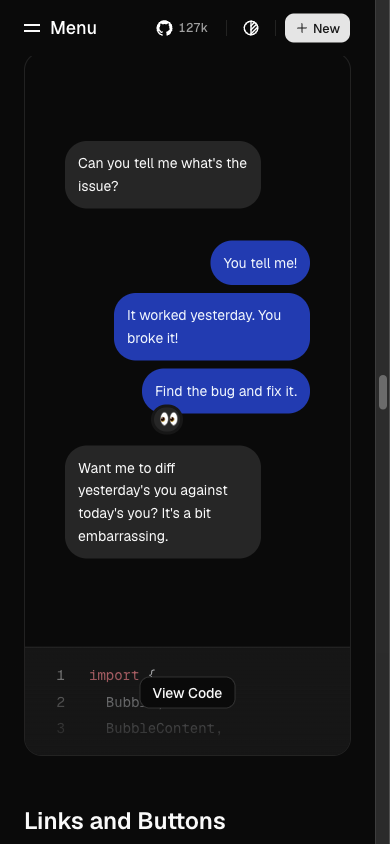 Menu
127k
+ New
Can you tell me what's the
issue?
You tell me!
It worked yesterday. You
broke it!
Find the bug and fix it.
Want me to diff
yesterday's you against
today's you? It's a bit
embarrassing.
1 import {
View Code
2
3 BubbleContent,
Links and Buttons